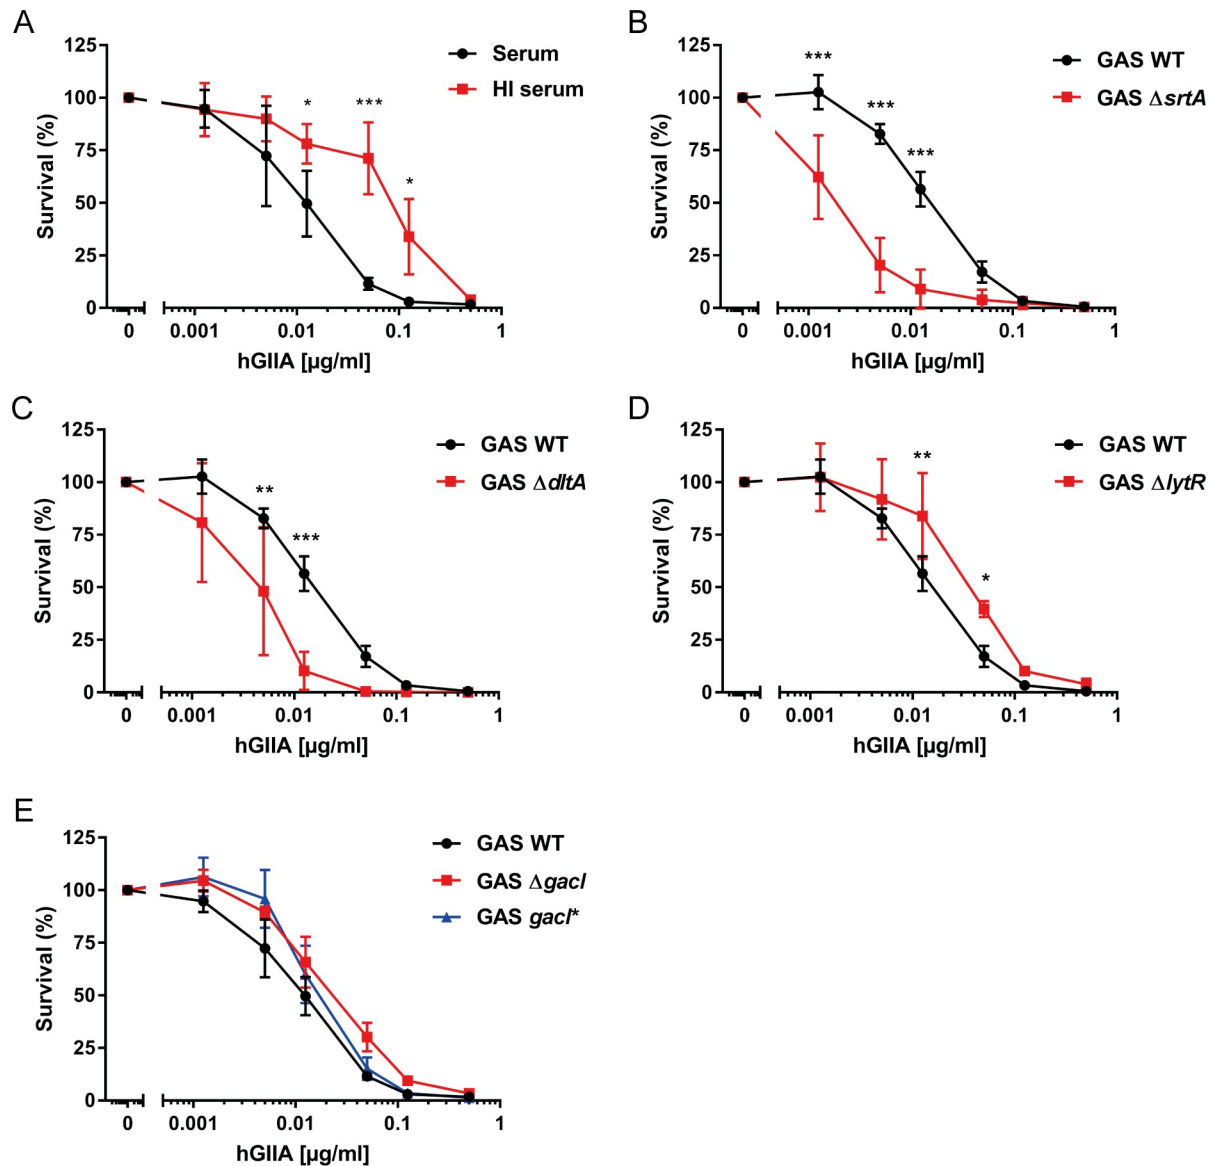 A
Survival (%)
125
100
75
50
25
0
0
0.001
0.01
0.1
1
hGIIA [µg/ml]
Serum
HI serum
*
***
*
B
Survival (%)
125
100
75
50
25
0
0
0.001
0.01
0.1
1
hGIIA [µg/ml]
GAS WT
GAS ΔsrtA
***
***
***
C
Survival (%)
125
100
75
50
25
0
0
0.001
0.01
0.1
1
hGIIA [µg/ml]
GAS WT
GAS ΔdltA
**
***
D
Survival (%)
125
100
75
50
25
0
0
0.001
0.01
0.1
1
hGIIA [µg/ml]
GAS WT
GAS ΔlytR
**
*
E
Survival (%)
125
100
75
50
25
0
0
0.001
0.01
0.1
1
hGIIA [µg/ml]
GAS WT
GAS ΔgacI
GAS gacI*